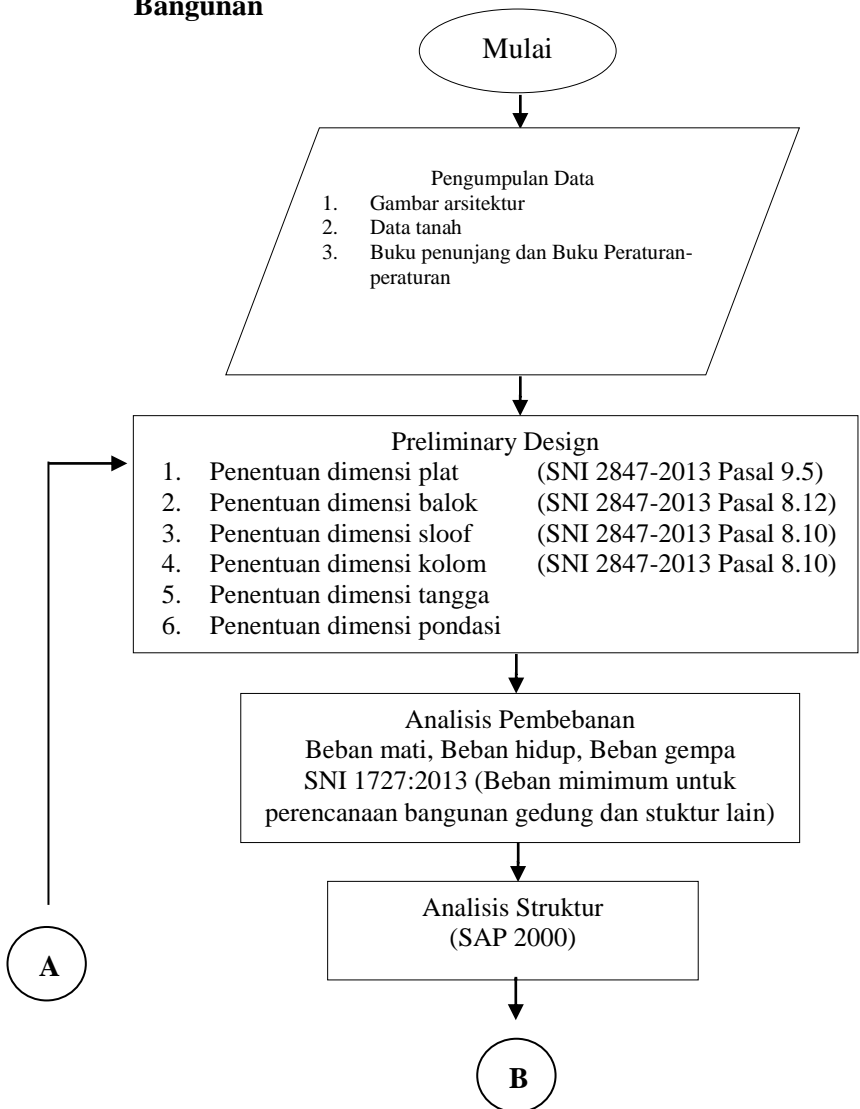 Bangunan
Mulai
Pengumpulan Data
1. Gambar arsitektur
2. Data tanah
3. Buku penunjang dan Buku Peraturan-
peraturan
Preliminary Design
1. Penentuan dimensi plat (SNI 2847-2013 Pasal 9.5)
2. Penentuan dimensi balok (SNI 2847-2013 Pasal 8.12)
3. Penentuan dimensi sloof (SNI 2847-2013 Pasal 8.10)
4. Penentuan dimensi kolom (SNI 2847-2013 Pasal 8.10)
5. Penentuan dimensi tangga
6. Penentuan dimensi pondasi
Analisis Pembebanan
Beban mati, Beban hidup, Beban gempa
SNI 1727:2013 (Beban mimimum untuk
perencanaan bangunan gedung dan stuktur lain)
Analisis Struktur
(SAP 2000)
A
B